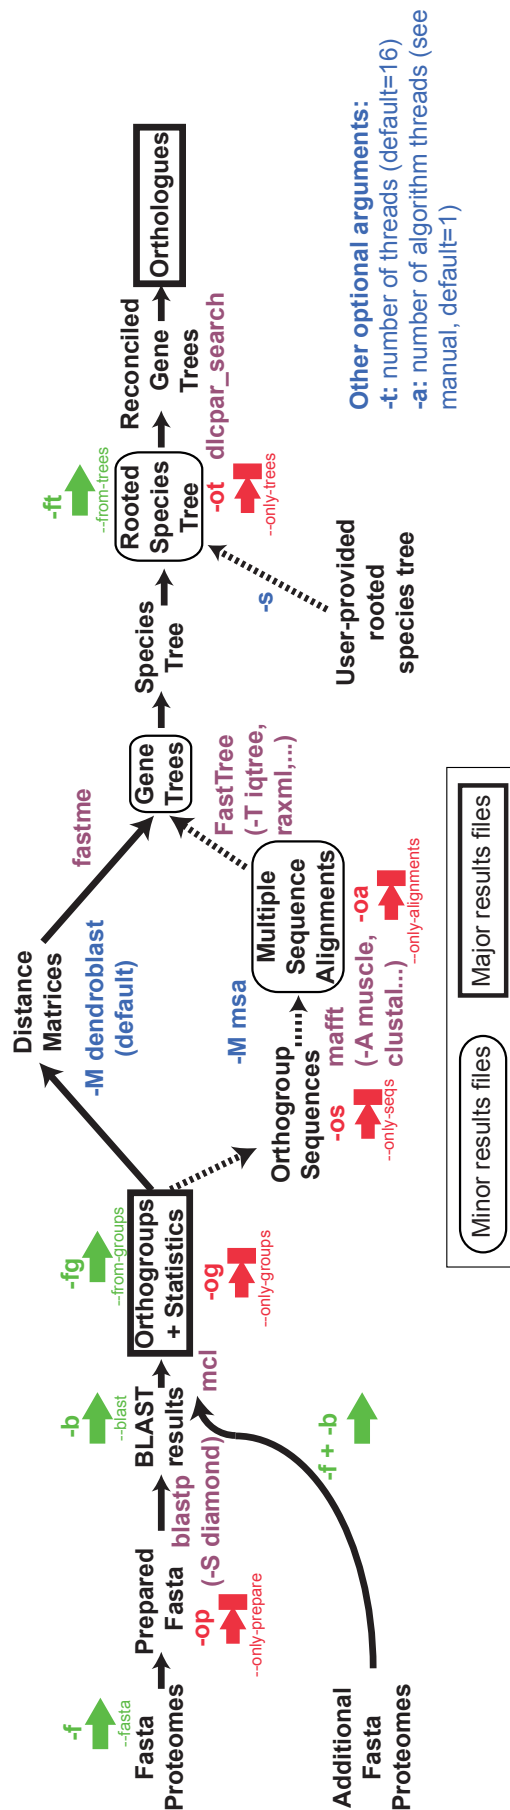 -f
--fasta
Fasta
Proteomes
Prepared
Fasta
-op
--only-prepare
blastp
(-S diamond)
-b
--blast
BLAST
results
mcl
Additional
Fasta
Proteomes
-f + -b
-fg
--from-groups
Orthogroups
+ Statistics
-og
--only-groups
Distance
Matrices
-M dendroblast
(default)
fastme
Orthogroup
Sequences
-os
--only-seqs
-M msa
mafft
(-A muscle,
clustal...)
Multiple
Sequence
Alignments
-oa
--only-alignments
Gene
Trees
FastTree
(-T iqtree,
raxml,...)
Species
Tree
-ft
--from-trees
Rooted
Species
Tree
-ot
--only-trees
-s
User-provided
rooted
species tree
Reconciled
Gene
Trees
dlcpar_search
Orthologues
Other optional arguments:
-t: number of threads (default=16)
-a: number of algorithm threads (see
manual, default=1)
Minor results files
Major results files